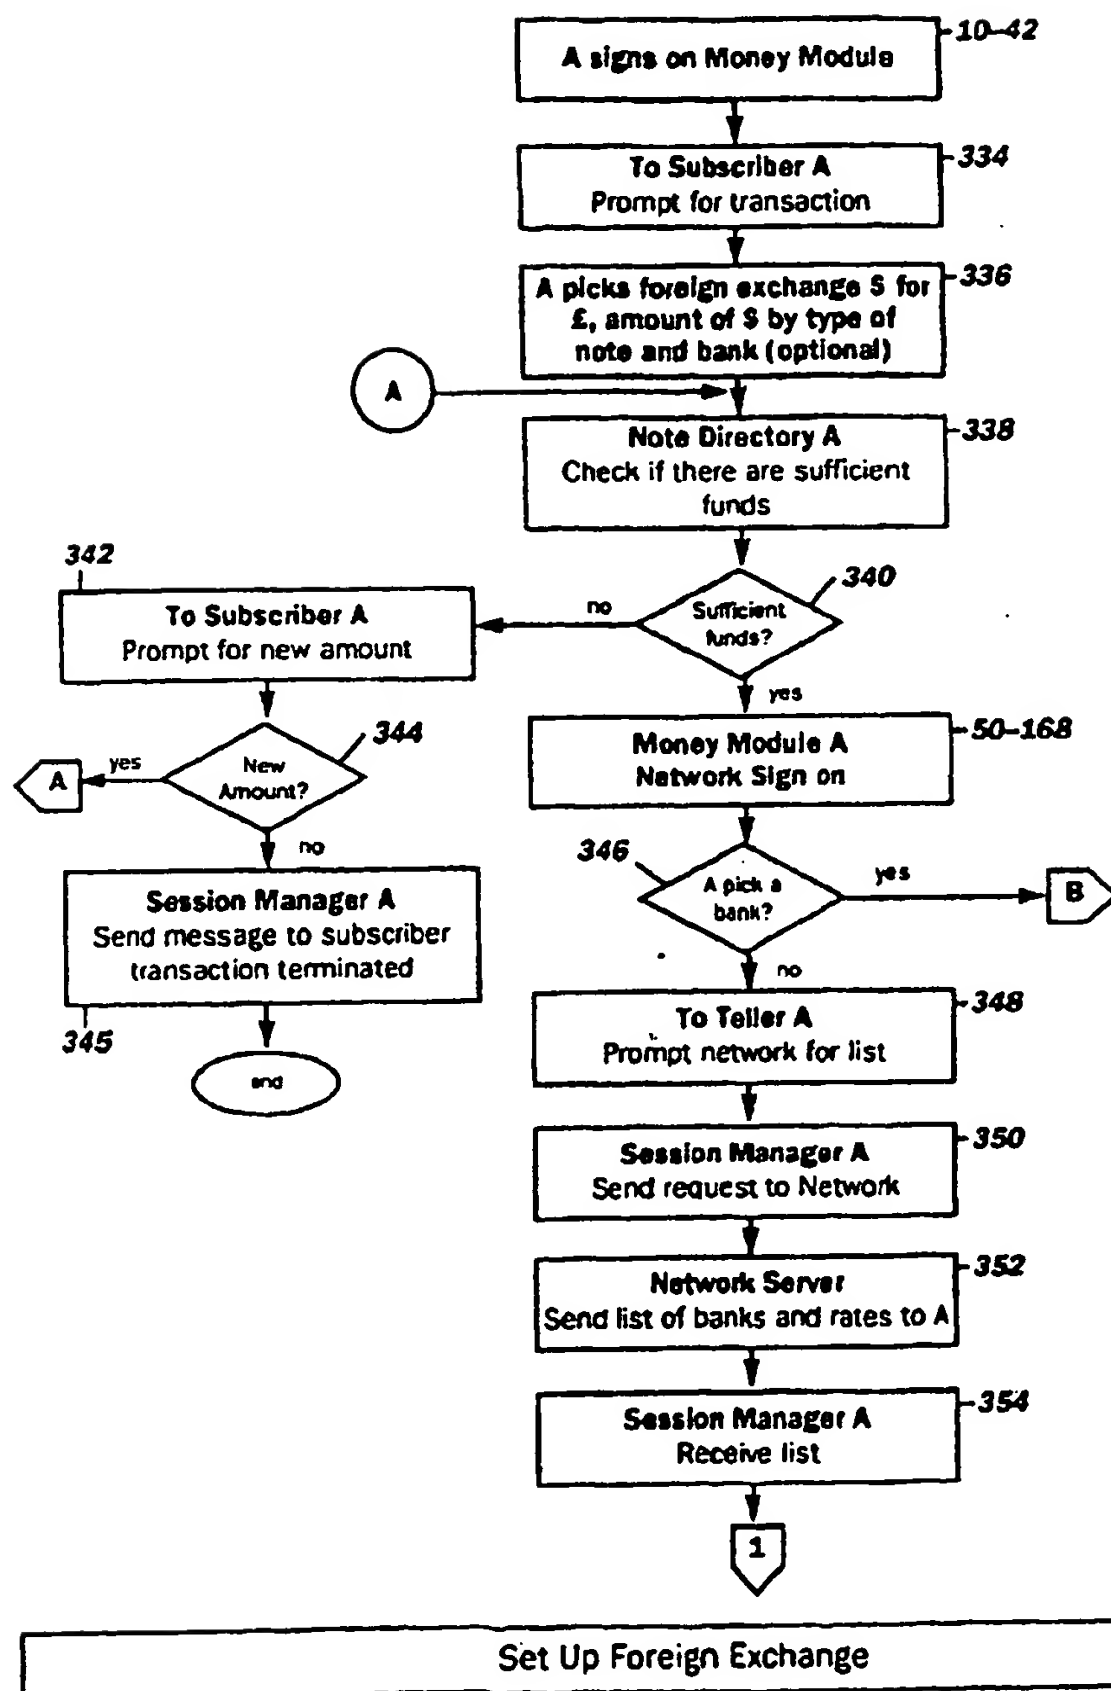 10–42
A signs on Money Module
334
To Subscriber A
Prompt for transaction
336
A picks foreign exchange $ for
£, amount of $ by type of
note and bank (optional)
A
338
Note Directory A
Check if there are sufficient
funds
340
Sufficient
funds?
no
yes
342
To Subscriber A
Prompt for new amount
344
New
Amount?
yes
A
no
Session Manager A
Send message to subscriber
transaction terminated
345
end
50–168
Money Module A
Network Sign on
346
A pick a
bank?
yes
B
no
348
To Teller A
Prompt network for list
350
Session Manager A
Send request to Network
352
Network Server
Send list of banks and rates to A
354
Session Manager A
Receive list
1
Set Up Foreign Exchange